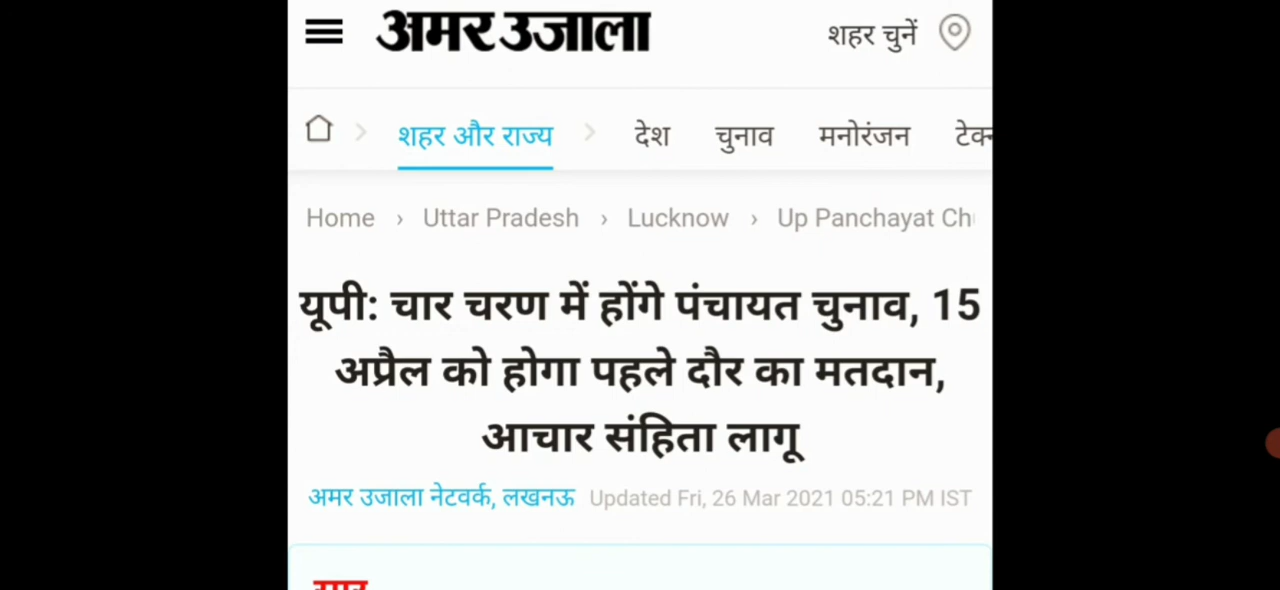 अमर उजाला
शहर चुनें
शहर और राज्य देश चुनाव मनोरंजन
Home › Uttar Pradesh › Lucknow › Up Panchayat
यूपी: चार चरण में होंगे पंचायत चुनाव, 15
अप्रैल को होगा पहले दौर का मतदान,
आचार संहिता लागू
अमर उजाला नेटवर्क, लखनऊ Updated Fri, 26 Mar 2021 05:21 PM IST